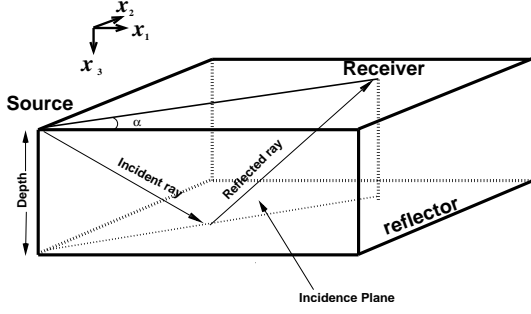 x₂
x₁
x₃
Receiver
Source
α
Incident ray
Reflected ray
Depth
reflector
Incidence Plane